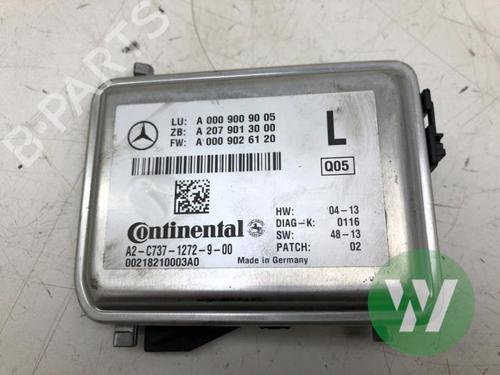 LU: A 000 900 90 05
ZB: A 207 901 30 00
FW: A 000 902 61 20
L
Q05
Continental
A2-C737-1272-9-00
00218210003A0
HW: 04-13
DIAG-K: 0116
SW: 48-13
PATCH: 02
Made in Germany
W